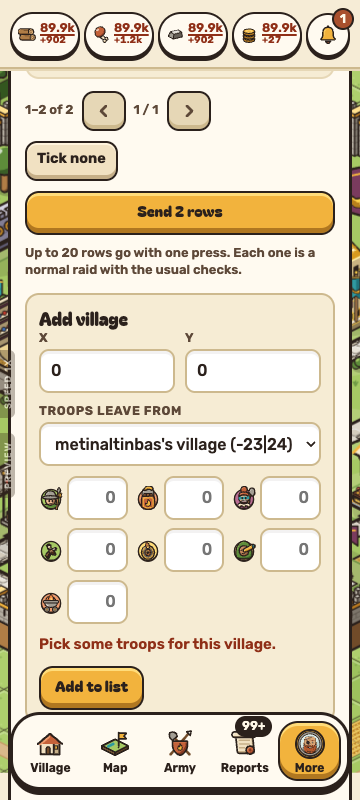 89.9k 89.9k 89.9k 89.9k 1
+902 +1.2k +902 +27
1–2 of 2 1 / 1
Tick none
Send 2 rows
Up to 20 rows go with one press. Each one is a
normal raid with the usual checks.
Add village
X Y
0 0
TROOPS LEAVE FROM
metinaltinbas's village (-23|24)
0 0 0
0 0 0
0
Pick some troops for this village.
Add to list
PREVIEW
99+
Village Map Army Reports More